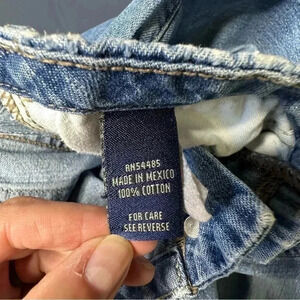 RN54485
MADE IN MEXICO
100% COTTON
FOR CARE
SEE REVERSE